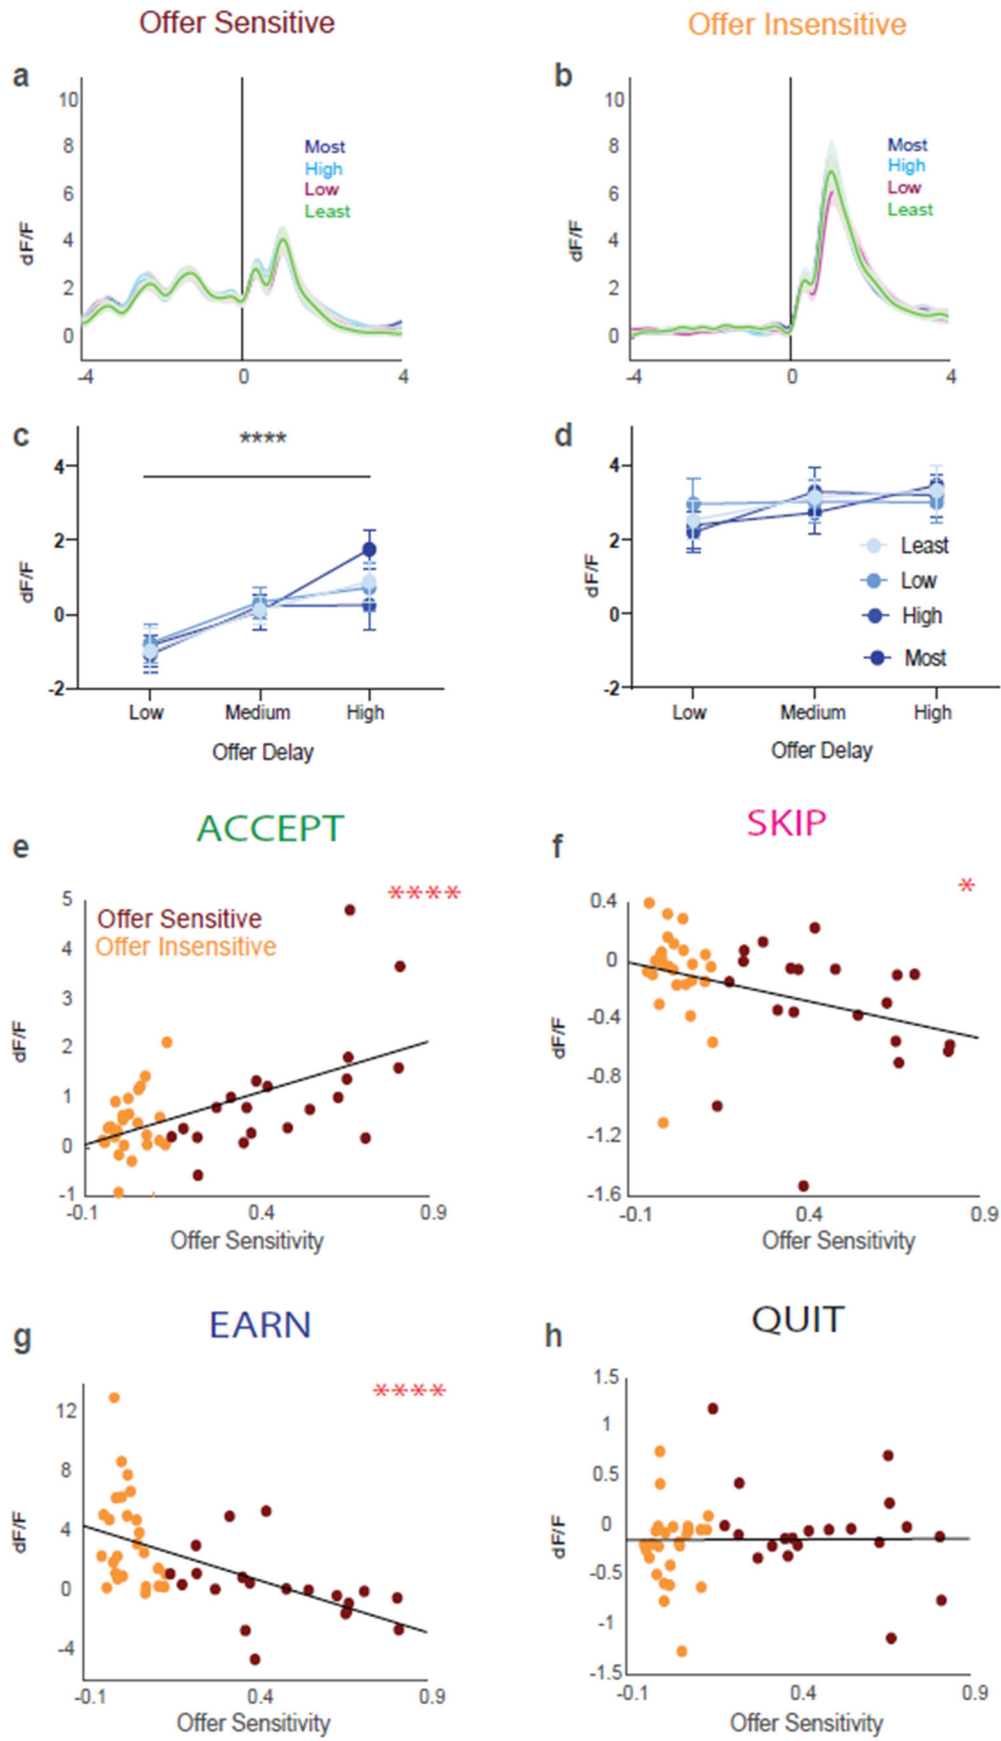 Offer Sensitive
Offer Insensitive
a
10
8
6
4
2
0
dF/F
Most
High
Low
Least
-4
0
4
b
10
8
6
4
2
0
dF/F
Most
High
Low
Least
-4
0
4
c
****
4
2
0
-2
dF/F
Low
Medium
High
Offer Delay
d
4
2
0
-2
dF/F
Least
Low
High
Most
Low
Medium
High
Offer Delay
ACCEPT
e
****
5
4
3
2
1
0
-1
dF/F
Offer Sensitive
Offer Insensitive
-0.1
0.4
0.9
Offer Sensitivity
SKIP
f
*
0.4
0
-0.4
-0.8
-1.2
-1.6
dF/F
-0.1
0.4
0.9
Offer Sensitivity
EARN
g
****
12
8
4
0
-4
dF/F
-0.1
0.4
0.9
Offer Sensitivity
QUIT
h
1.5
1
0.5
0
-0.5
-1
-1.5
dF/F
-0.1
0.4
0.9
Offer Sensitivity